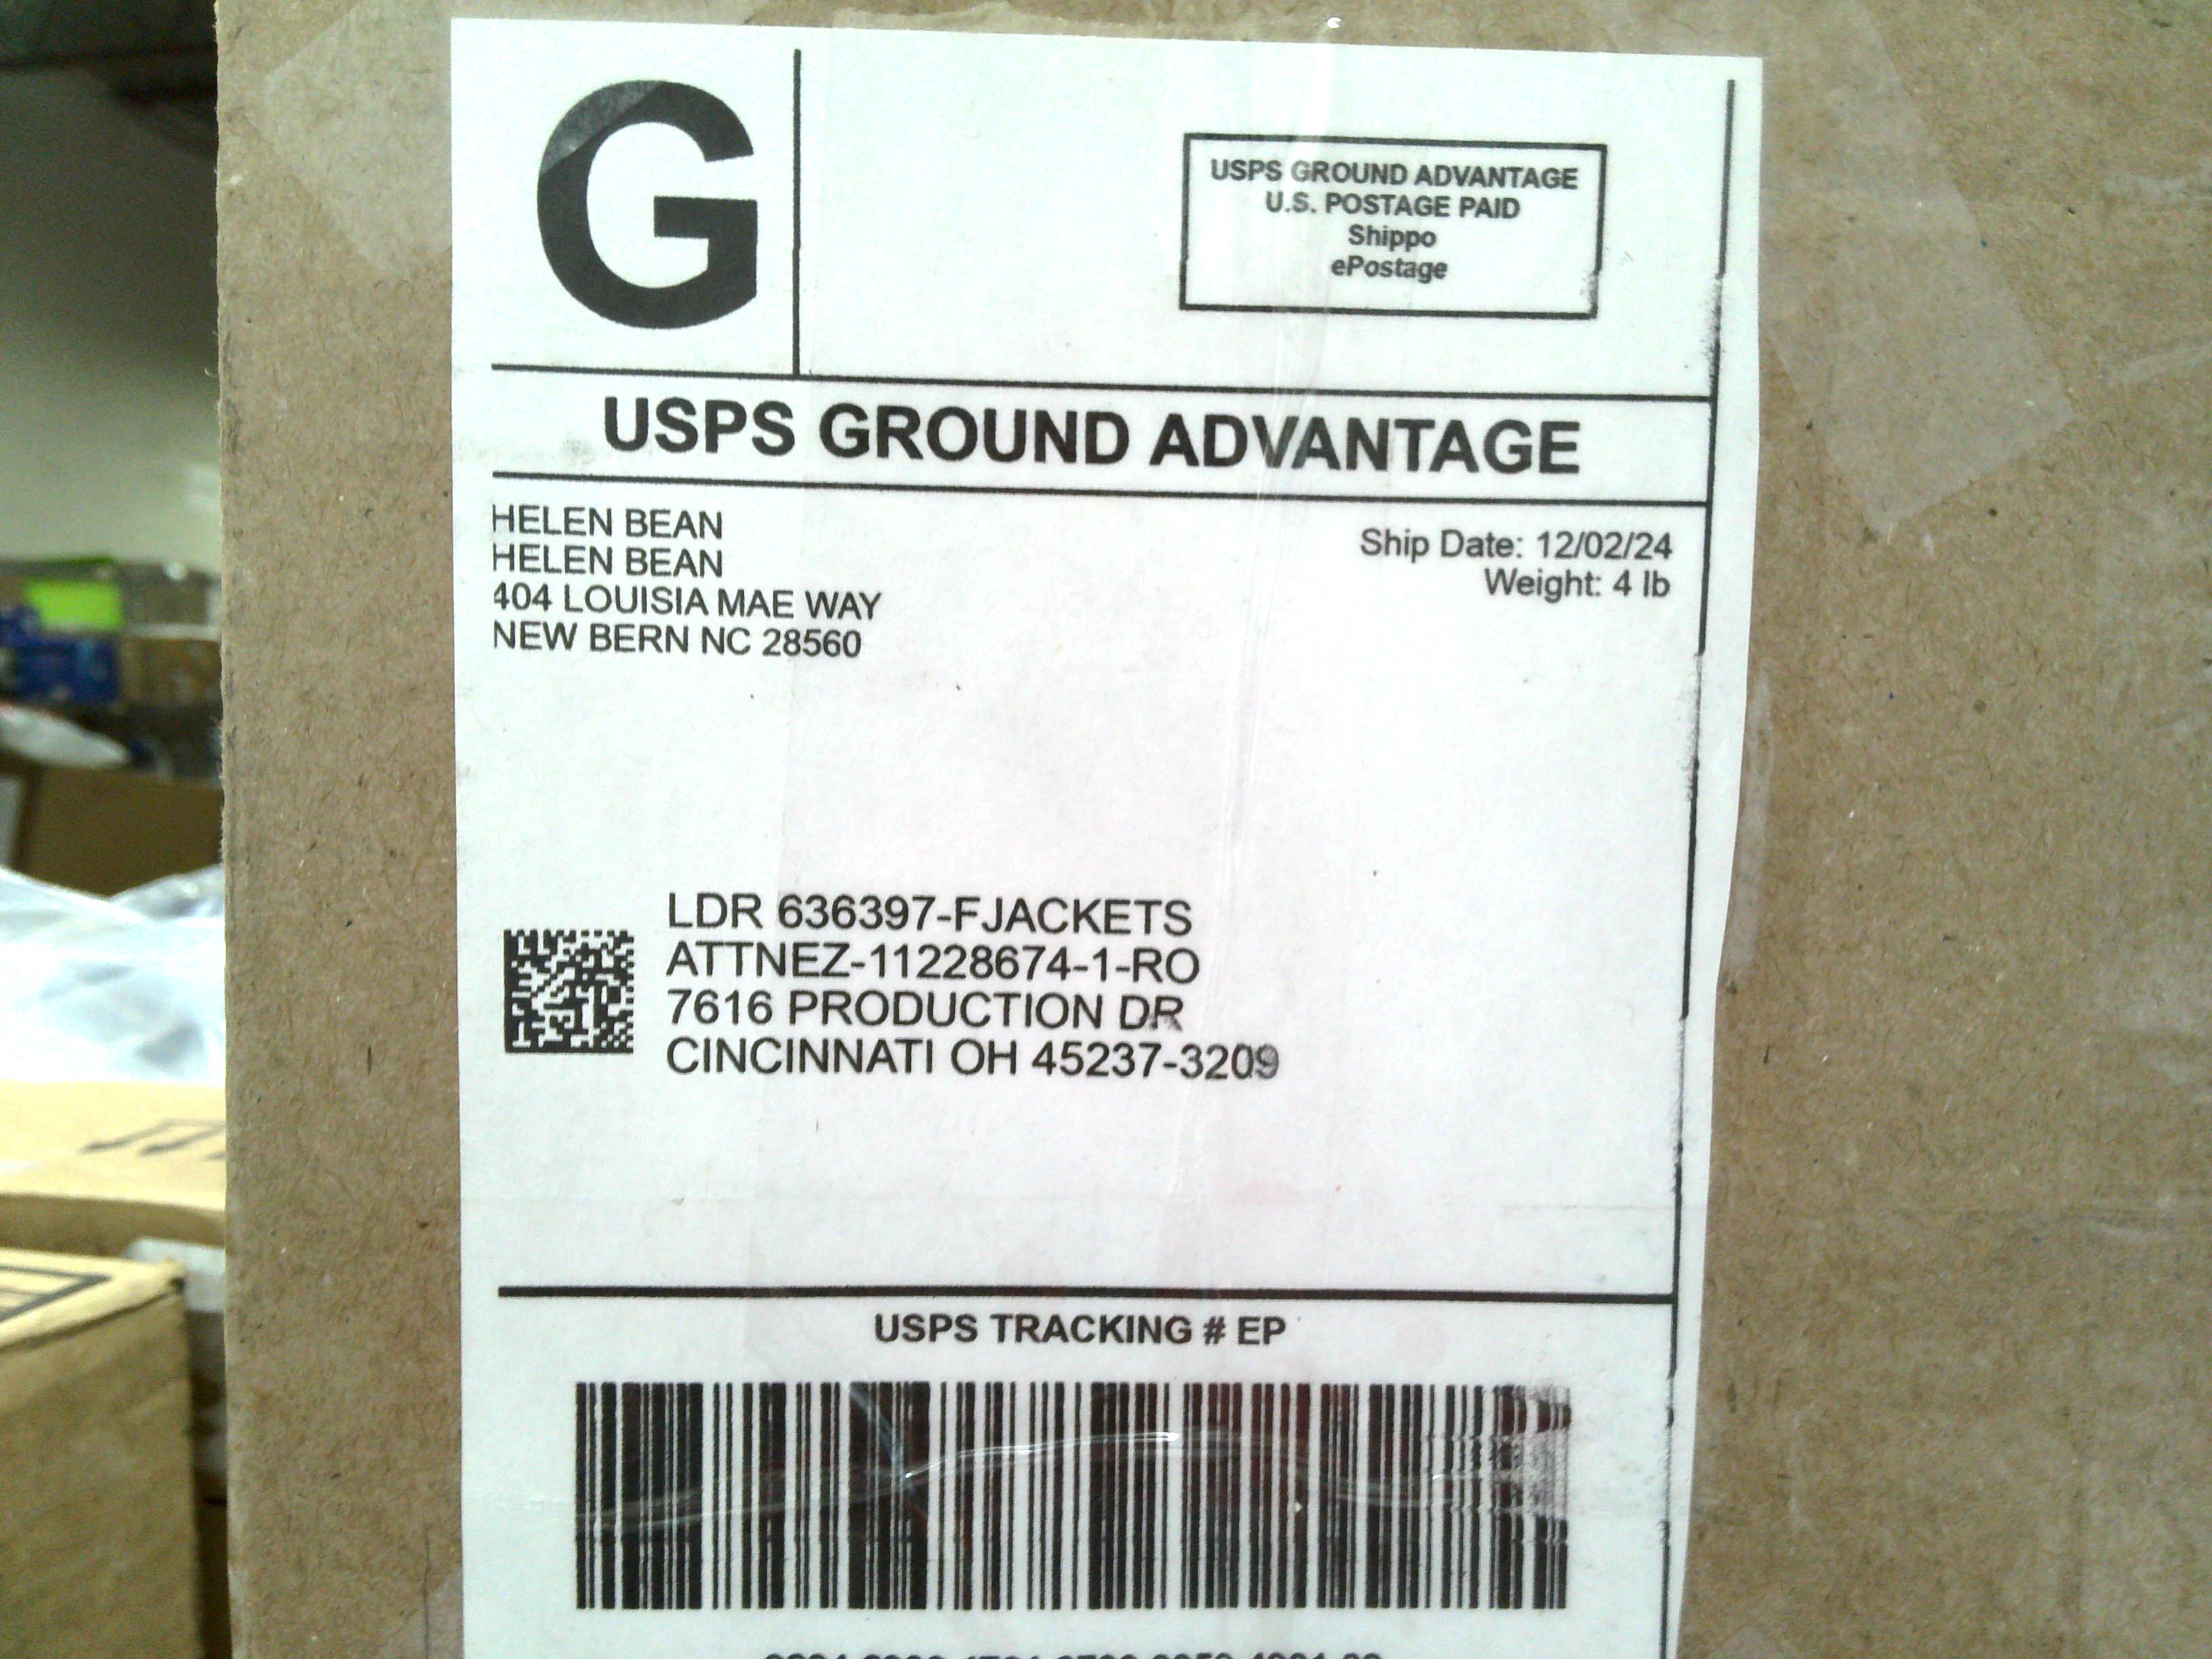 G
USPS GROUND ADVANTAGE
U.S. POSTAGE PAID
Shippo
ePostage
USPS GROUND ADVANTAGE
HELEN BEAN
HELEN BEAN
404 LOUISIA MAE WAY
NEW BERN NC 28560
Ship Date: 12/02/24
Weight: 4 lb
LDR 636397-FJACKETS
ATTNEZ-11228674-1-RO
7616 PRODUCTION DR
CINCINNATI OH 45237-3209
USPS TRACKING # EP